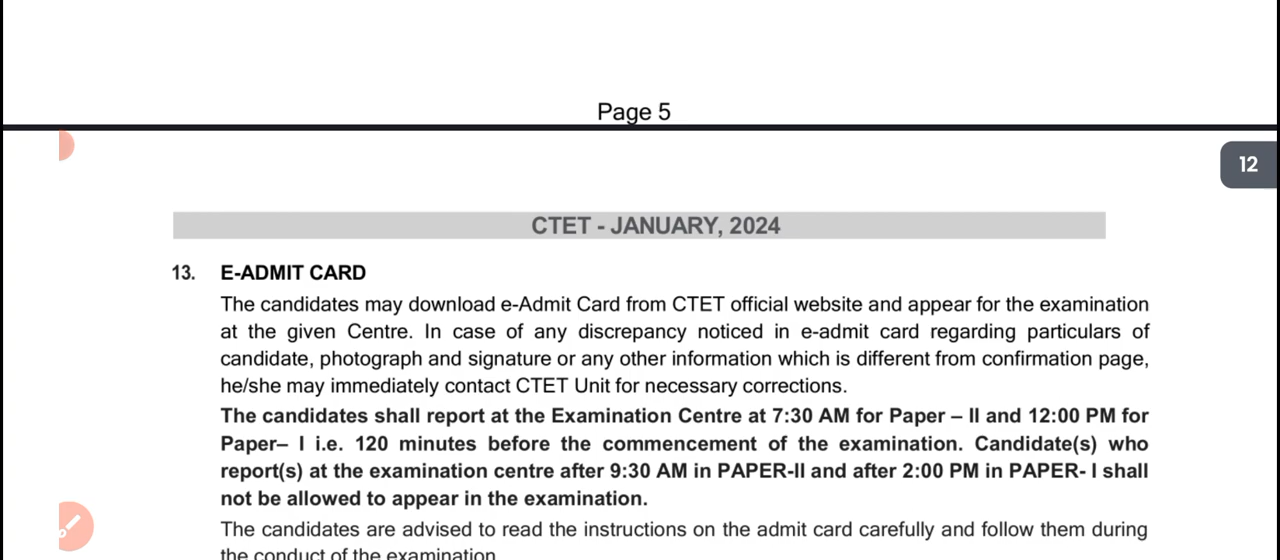 Page 5
12
CTET - JANUARY, 2024
13. E-ADMIT CARD
The candidates may download e-Admit Card from CTET official website and appear for the examination
at the given Centre. In case of any discrepancy noticed in e-admit card regarding particulars of
candidate, photograph and signature or any other information which is different from confirmation page,
he/she may immediately contact CTET Unit for necessary corrections.
The candidates shall report at the Examination Centre at 7:30 AM for Paper – II and 12:00 PM for
Paper– I i.e. 120 minutes before the commencement of the examination. Candidate(s) who
report(s) at the examination centre after 9:30 AM in PAPER-II and after 2:00 PM in PAPER- I shall
not be allowed to appear in the examination.
The candidates are advised to read the instructions on the admit card carefully and follow them during
the conduct of the examination